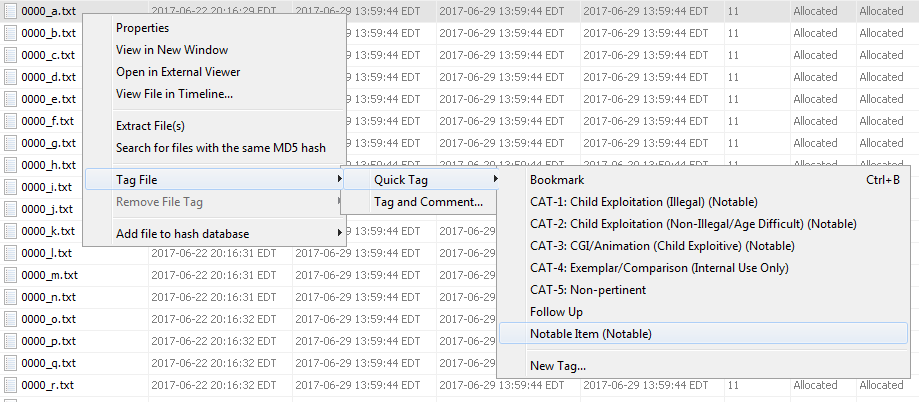 0000_a.txt 2017-06-22 20:16:29 EDT 2017-06-29 13:59:44 EDT 2017-06-29 13:59:44 EDT 2017-06-29 13:59:44 EDT 11 Allocated Allocated
0000_b.txt 13:59:44 EDT 2017-06-29 13:59:44 EDT 2017-06-29 13:59:44 EDT 11 Allocated Allocated
0000_c.txt 13:59:44 EDT 2017-06-29 13:59:44 EDT 2017-06-29 13:59:44 EDT 11 Allocated Allocated
0000_d.txt 13:59:44 EDT 2017-06-29 13:59:44 EDT 2017-06-29 13:59:44 EDT 11 Allocated Allocated
0000_e.txt 13:59:44 EDT 2017-06-29 13:59:44 EDT 2017-06-29 13:59:44 EDT 11 Allocated Allocated
0000_f.txt 13:59:44 EDT 2017-06-29 13:59:44 EDT 2017-06-29 13:59:44 EDT 11 Allocated Allocated
0000_g.txt 13:59:44 EDT 2017-06-29 13:59:44 EDT 2017-06-29 13:59:44 EDT 11 Allocated Allocated
0000_h.txt
0000_i.txt
0000_j.txt
0000_k.txt 13:59:44 EDT 2017-06-29
0000_l.txt 2017-06-22 20:16:31 EDT 2017-06-29 13:59:44 EDT 2017-06-29
0000_m.txt 2017-06-22 20:16:31 EDT 2017-06-29 13:59:44 EDT 2017-06-29
0000_n.txt 2017-06-22 20:16:31 EDT 2017-06-29 13:59:44 EDT 2017-06-29
0000_o.txt 2017-06-22 20:16:32 EDT 2017-06-29 13:59:44 EDT 2017-06-29
0000_p.txt 2017-06-22 20:16:32 EDT 2017-06-29 13:59:44 EDT 2017-06-29
0000_q.txt 2017-06-22 20:16:32 EDT 2017-06-29 13:59:44 EDT 2017-06-29
0000_r.txt 2017-06-22 20:16:32 EDT 2017-06-29 13:59:44 EDT 2017-06-29 13:59:44 EDT 2017-06-29 13:59:44 EDT 11 Allocated Allocated
Properties
View in New Window
Open in External Viewer
View File in Timeline...
Extract File(s)
Search for files with the same MD5 hash
Tag File
Remove File Tag
Add file to hash database
Quick Tag
Tag and Comment...
Bookmark Ctrl+B
CAT-1: Child Exploitation (Illegal) (Notable)
CAT-2: Child Exploitation (Non-Illegal/Age Difficult) (Notable)
CAT-3: CGI/Animation (Child Exploitive) (Notable)
CAT-4: Exemplar/Comparison (Internal Use Only)
CAT-5: Non-pertinent
Follow Up
Notable Item (Notable)
New Tag...